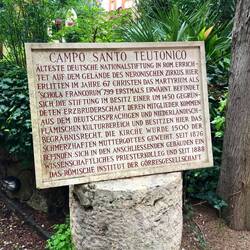 CAMPO SANTO TEUTONICO
ÄLTESTE DEUTSCHE NATIONALSTIFTUNG IN ROM, ERRICH-
TET AUF DEM GELÄNDE DES NERONISCHEN ZIRKUS. HIER
ERLITTEN IM JAHRE 67 CHRISTEN DAS MARTYRIUM ALS
SCHOLA FRANCORUM 799 ERSTMALS ERWÄHNT, BEFINDET
SICH DIE STIFTUNG IM BESITZ EINER UM 1450 GEGRÜN-
DETEN ERZBRUDERSCHAFT, DEREN MITGLIEDER KOMMEN
AUS DEM DEUTSCHSPRACHIGEN UND NIEDERLÄNDISCH-
FLÄMISCHEN KULTURBEREICH UND BESITZEN HIER DAS
BEGRÄBNISRECHT. DIE KIRCHE WURDE 1500 DER
SCHMERZHAFTEN MUTTERGOTTES GEWEIHT. SEIT 1876
BEFINDEN SICH IN DEN ANSCHLIESSENDEN GEBÄUDEN EIN
WISSENSCHAFTLICHES PRIESTERKOLLEG UND SEIT 1888
DAS RÖMISCHE INSTITUT DER GÖRRESGESELLSCHAFT